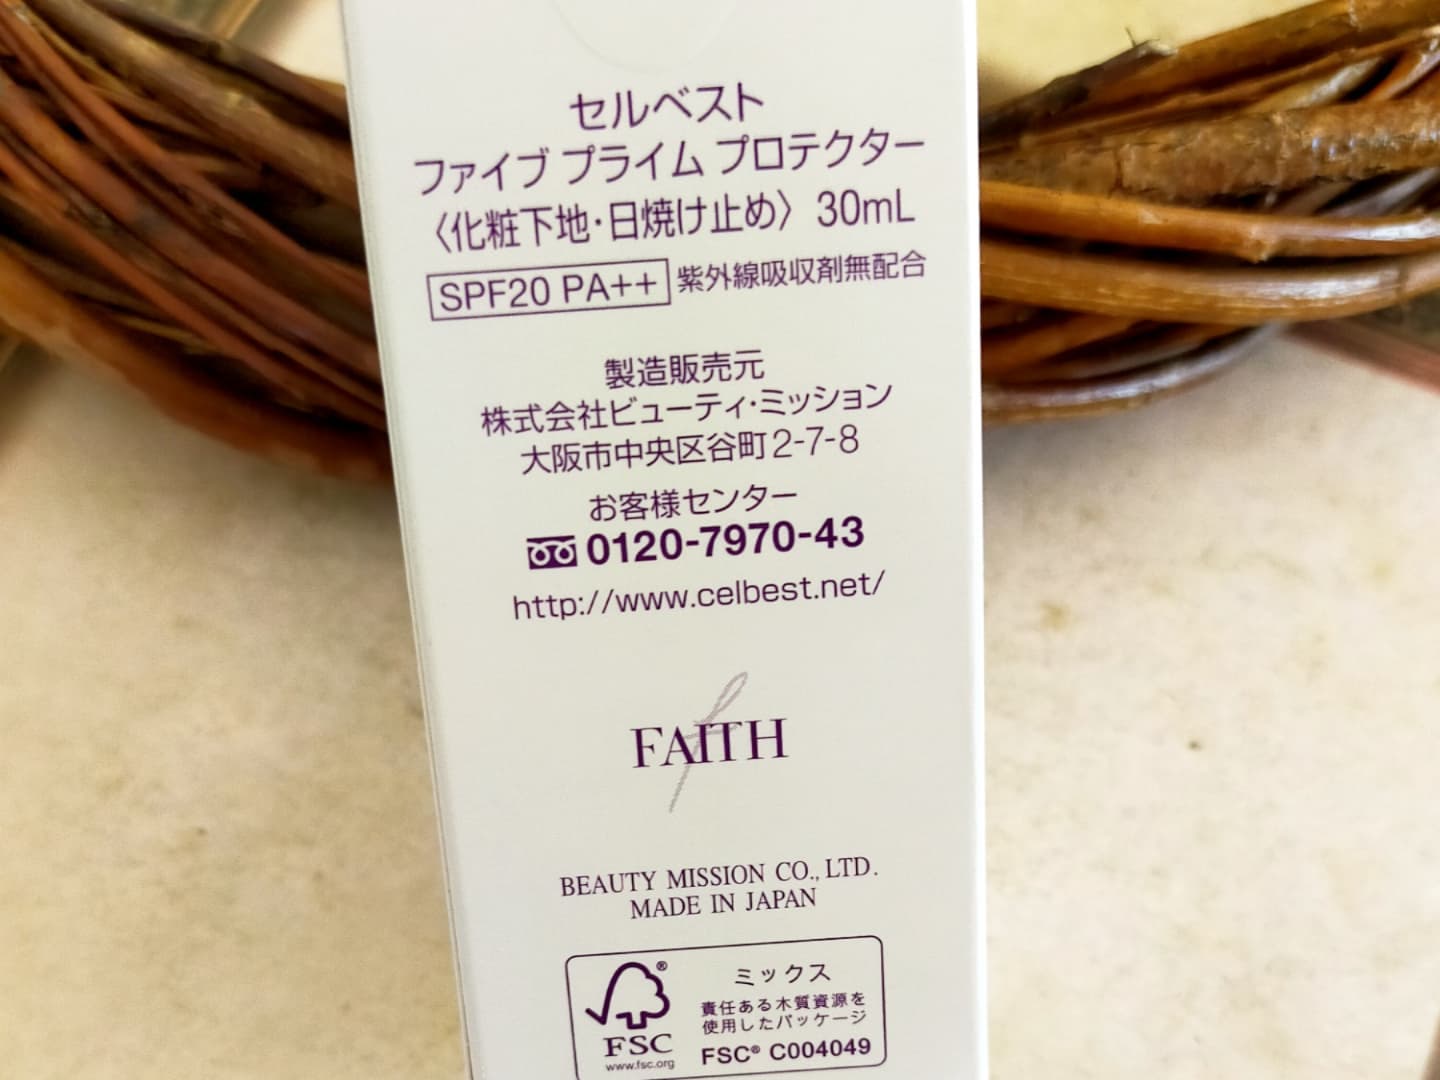 セルベスト
ファイブ プライム プロテクター
〈化粧下地・日焼け止め〉 30mL
SPF20 PA++ 紫外線吸収剤無配合
製造販売元
株式会社ビューティ・ミッション
大阪市中央区谷町2-7-8
お客様センター
0120-7970-43
http://www.celbest.net/
f
FAITH
BEAUTY MISSION CO., LTD.
MADE IN JAPAN
®
FSC
www.fsc.org
ミックス
責任ある木質資源を
使用したパッケージ
FSC® C004049